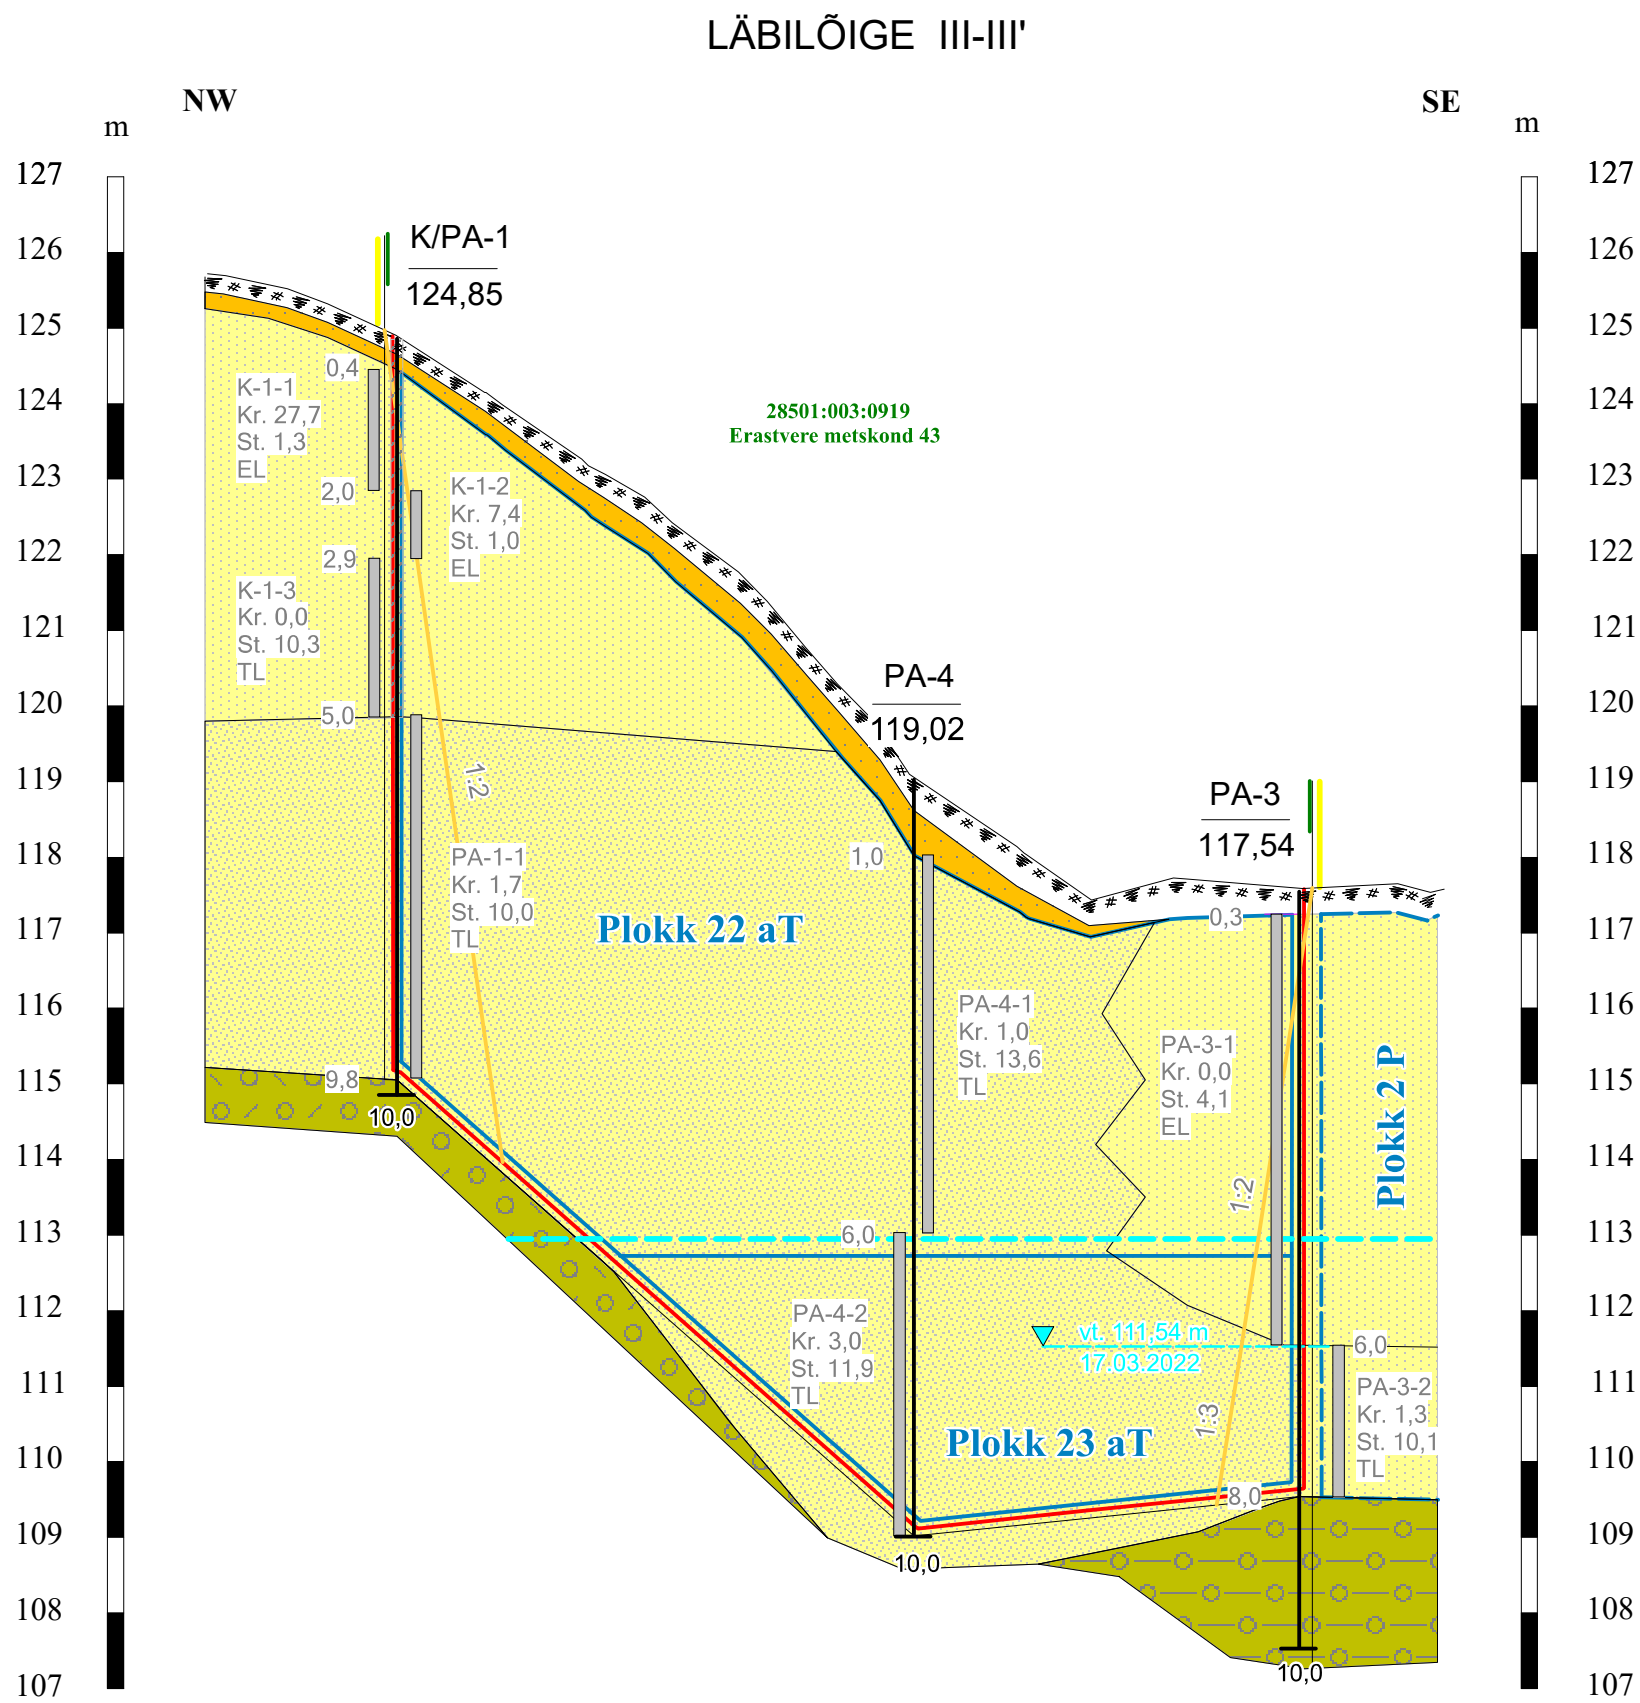 LÄBILÕIGE III-III'
NW
SE
m
m
127
126
125
124
123
122
121
120
119
118
117
116
115
114
113
112
111
110
109
108
107
127
126
125
124
123
122
121
120
119
118
117
116
115
114
113
112
111
110
109
108
107
K/PA-1
124,85
0,4
K-1-1
Kr. 27,7
St. 1,3
EL
2,0
K-1-2
Kr. 7,4
St. 1,0
EL
2,9
K-1-3
Kr. 0,0
St. 10,3
TL
5,0
1:2
PA-1-1
Kr. 1,7
St. 10,0
TL
9,8
10,0
28501:003:0919
Erastvere metskond 43
Plokk 22 aT
PA-4
119,02
1,0
PA-4-1
Kr. 1,0
St. 13,6
TL
6,0
PA-4-2
Kr. 3,0
St. 11,9
TL
10,0
PA-3
117,54
0,3
PA-3-1
Kr. 0,0
St. 4,1
EL
1:2
Plokk 2 P
vt. 111,54 m
17.03.2022
6,0
PA-3-2
Kr. 1,3
St. 10,1
TL
1:3
Plokk 23 aT
8,0
10,0